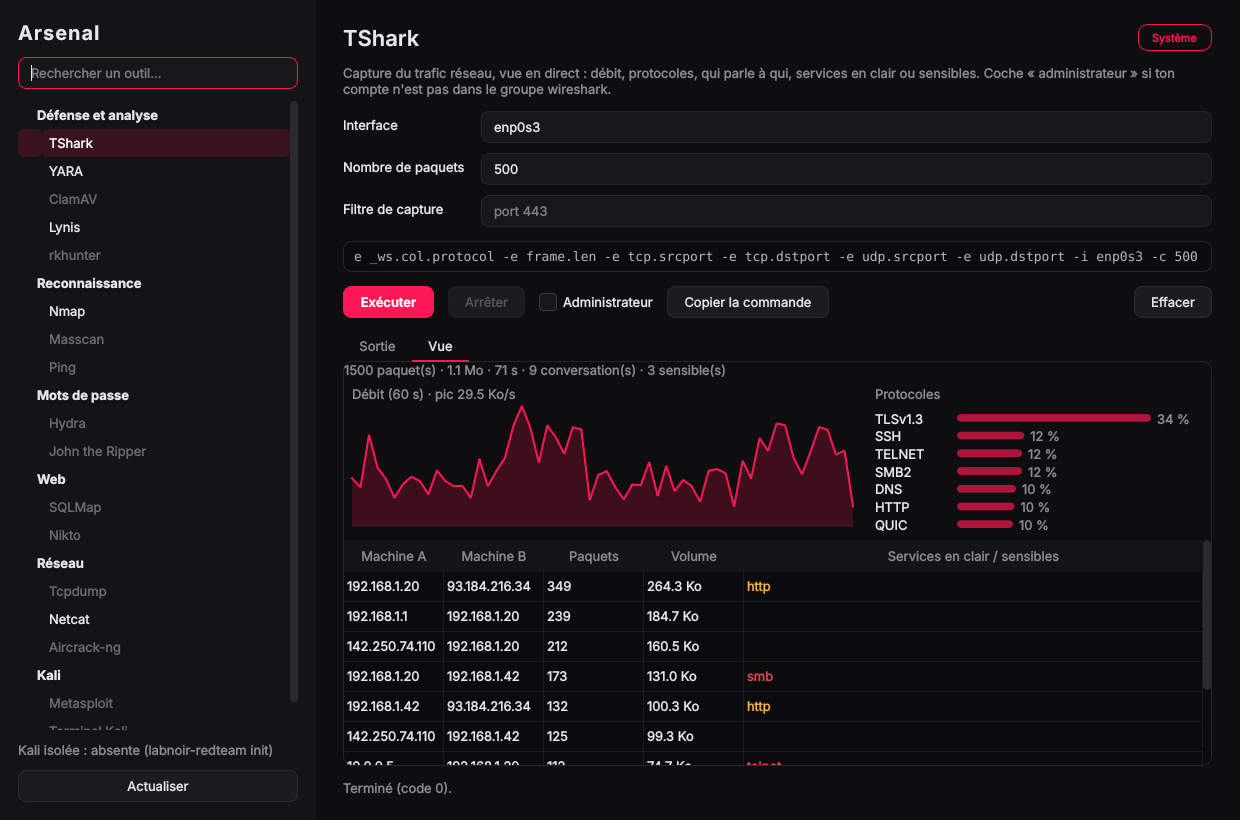 Arsenal
Rechercher un outil...
Défense et analyse
TShark
YARA
ClamAV
Lynis
rkhunter
Reconnaissance
Nmap
Masscan
Ping
Mots de passe
Hydra
John the Ripper
Web
SQLMap
Nikto
Réseau
Tcpdump
Netcat
Aircrack-ng
Kali
Metasploit
Terminal Kali
Kali isolée : absente (labnoir-redteam init)
Actualiser
TShark
Système
Capture du trafic réseau, vue en direct : débit, protocoles, qui parle à qui, services en clair ou sensibles. Coche « administrateur » si ton
compte n'est pas dans le groupe wireshark.
Interface enp0s3
Nombre de paquets 500
Filtre de capture port 443
e _ws.col.protocol -e frame.len -e tcp.srcport -e tcp.dstport -e udp.srcport -e udp.dstport -i enp0s3 -c 500
Exécuter Arrêter Administrateur Copier la commande Effacer
Sortie Vue
1500 paquet(s) · 1.1 Mo · 71 s · 9 conversation(s) · 3 sensible(s)
Débit (60 s) · pic 29.5 Ko/s
Protocoles
TLSv1.3 34 %
SSH 12 %
TELNET 12 %
SMB2 12 %
DNS 10 %
HTTP 10 %
QUIC 10 %
Machine A Machine B Paquets Volume Services en clair / sensibles
192.168.1.20 93.184.216.34 349 264.3 Ko http
192.168.1.1 192.168.1.20 239 184.7 Ko
142.250.74.110 192.168.1.20 212 160.5 Ko
192.168.1.20 192.168.1.42 173 131.0 Ko smb
192.168.1.42 93.184.216.34 132 100.3 Ko http
142.250.74.110 192.168.1.42 125 99.3 Ko
telnet
Terminé (code 0).